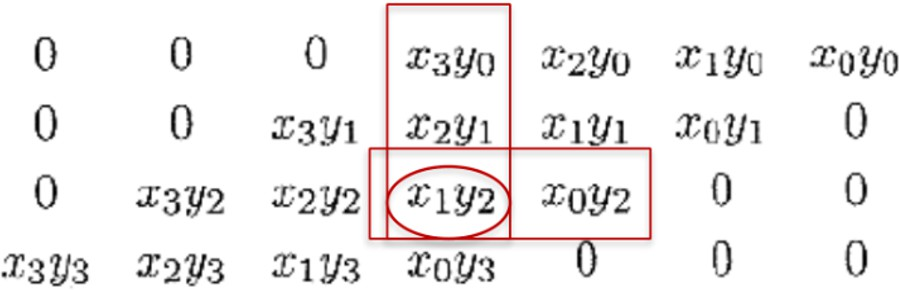 0 0 0 x₃y₀ x₂y₀ x₁y₀ x₀y₀
0 0 x₃y₁ x₂y₁ x₁y₁ x₀y₁ 0
0 x₃y₂ x₂y₂ x₁y₂ x₀y₂ 0 0
x₃y₃ x₂y₃ x₁y₃ x₀y₃ 0 0 0